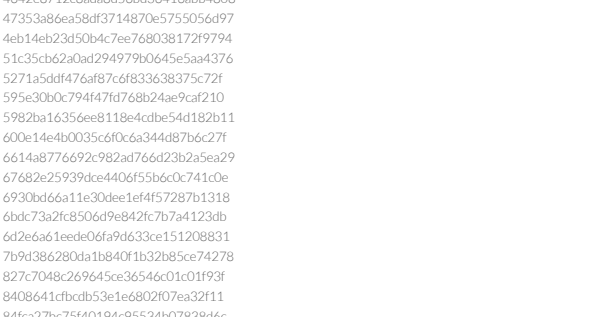 47353a86ea58df3714870e5755056d97
4eb14eb23d50b4c7ee768038172f9794
51c35cb62a0ad294979b0645e5aa4376
5271a5ddf476af87c6f833638375c72f
595e30b0c794f47fd768b24ae9caf210
5982ba16356ee8118e4cdbe54d182b11
600e14e4b0035c6f0c6a344d87b6c27f
6614a8776692c982ad766d23b2a5ea29
67682e25939dce4406f55b6c0c741c0e
6930bd66a11e30dee1ef4f57287b1318
6bdc73a2fc8506d9e842fc7b7a4123db
6d2e6a61eede06fa9d633ce151208831
7b9d386280da1b840f1b32b85ce74278
827c7048c269645ce36546c01c01f93f
8408641cfbcdb53e1e6802f07ea32f11